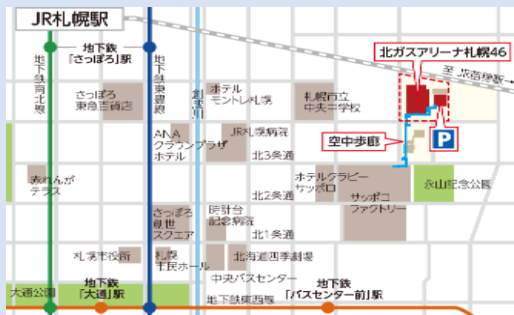 JR札幌駅
地下鉄
「さっぽろ」駅
地下鉄南北線
地下鉄東豊線
創成川
北ガスアリーナ札幌46
至 JR苗穂駅
さっぽろ
東急百貨店
ホテル
モントレ札幌
札幌市立
中央中学校
P
ANA
クラウンプラザ
ホテル
JR札幌病院
北3条通
空中歩廊
赤れんが
テラス
北2条通
ホテルクラビー
サッポロ
サッポロ
ファクトリー
永山記念公園
さっぽろ
創世
スクエア
時計台
記念病院
北1条通
札幌市役所
札幌
市民ホール
北海道四季劇場
中央バスセンター
大通公園
地下鉄
「大通」駅
地下鉄東西線
地下鉄
「バスセンター前」駅